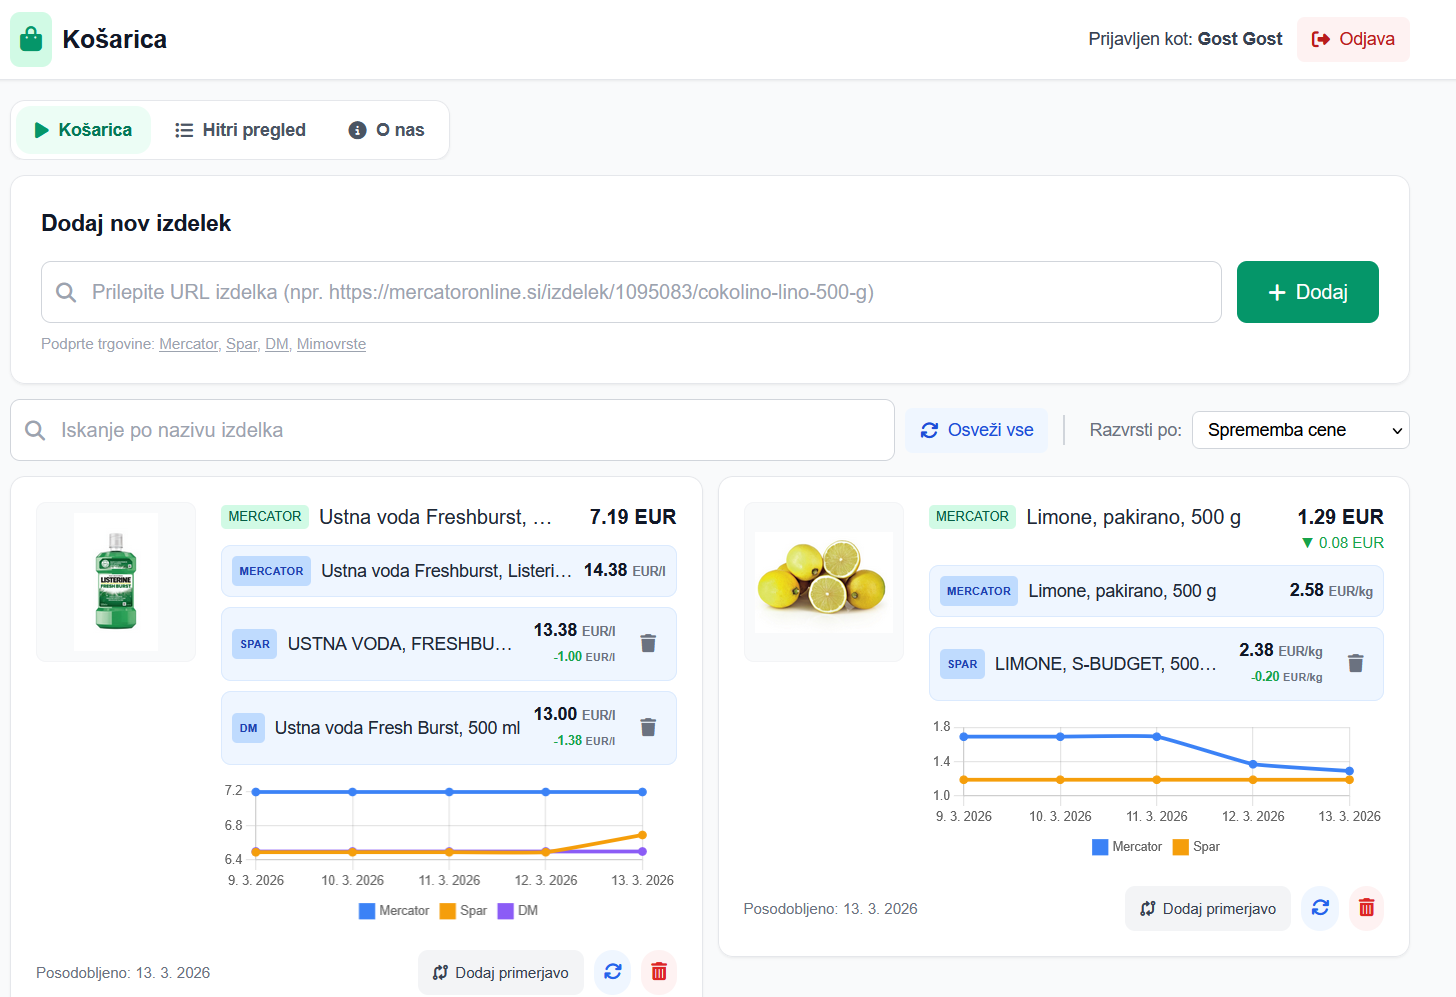 Košarica
Prijavljen kot: Gost Gost
Odjava
Košarica
Hitri pregled
O nas
Dodaj nov izdelek
Prilepite URL izdelka (npr. https://mercatoronline.si/izdelek/1095083/cokolino-lino-500-g)
Dodaj
Podprte trgovine: Mercator, Spar, DM, Mimovrste
Iskanje po nazivu izdelka
Osveži vse
Razvrsti po:
Sprememba cene
LISTERINE
FRESH BURST
MERCATOR Ustna voda Freshburst, ... 7.19 EUR
MERCATOR Ustna voda Freshburst, Listeri... 14.38 EUR/l
SPAR USTNA VODA, FRESHBU... 13.38 EUR/l
-1.00 EUR/l
DM Ustna voda Fresh Burst, 500 ml 13.00 EUR/l
-1.38 EUR/l
7.2
6.8
6.4
9. 3. 2026 10. 3. 2026 11. 3. 2026 12. 3. 2026 13. 3. 2026
Mercator Spar DM
Posodobljeno: 13. 3. 2026
Dodaj primerjavo
MERCATOR Limone, pakirano, 500 g 1.29 EUR
▼ 0.08 EUR
MERCATOR Limone, pakirano, 500 g 2.58 EUR/kg
SPAR LIMONE, S-BUDGET, 500... 2.38 EUR/kg
-0.20 EUR/kg
1.8
1.4
1.0
9. 3. 2026 10. 3. 2026 11. 3. 2026 12. 3. 2026 13. 3. 2026
Mercator Spar
Posodobljeno: 13. 3. 2026
Dodaj primerjavo